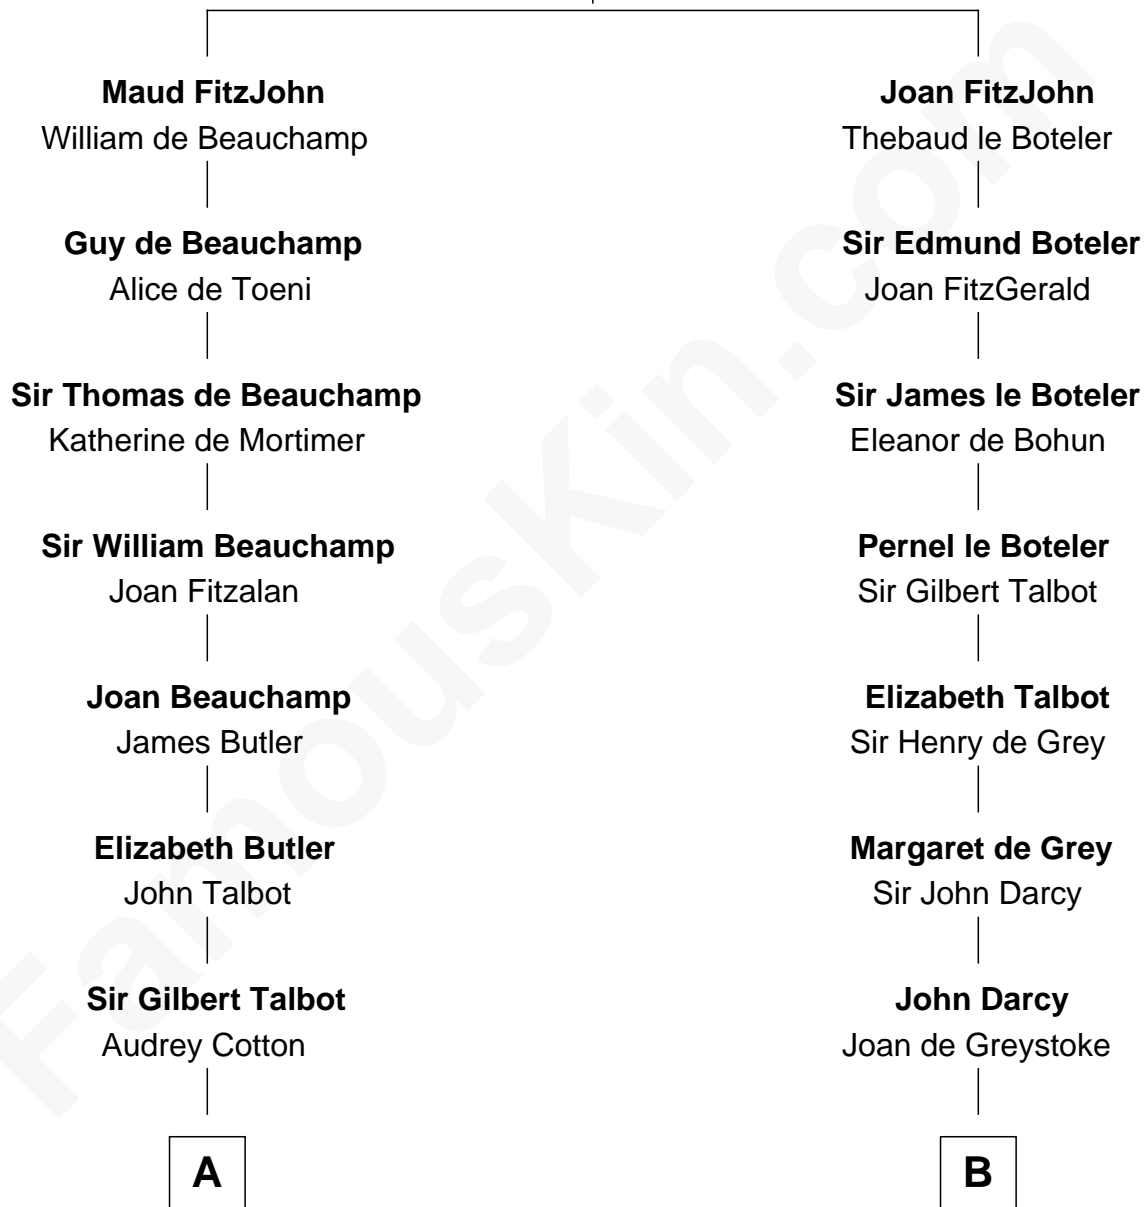 Maud FitzJohn
William de Beauchamp
Joan FitzJohn
Thebaud le Boteler
Guy de Beauchamp
Alice de Toeni
Sir Edmund Boteler
Joan FitzGerald
Sir Thomas de Beauchamp
Katherine de Mortimer
Sir James le Boteler
Eleanor de Bohun
Sir William Beauchamp
Joan Fitzalan
Pernel le Boteler
Sir Gilbert Talbot
Joan Beauchamp
James Butler
Elizabeth Talbot
Sir Henry de Grey
Elizabeth Butler
John Talbot
Margaret de Grey
Sir John Darcy
Sir Gilbert Talbot
Audrey Cotton
John Darcy
Joan de Greystoke
A
B
FamousKin.com